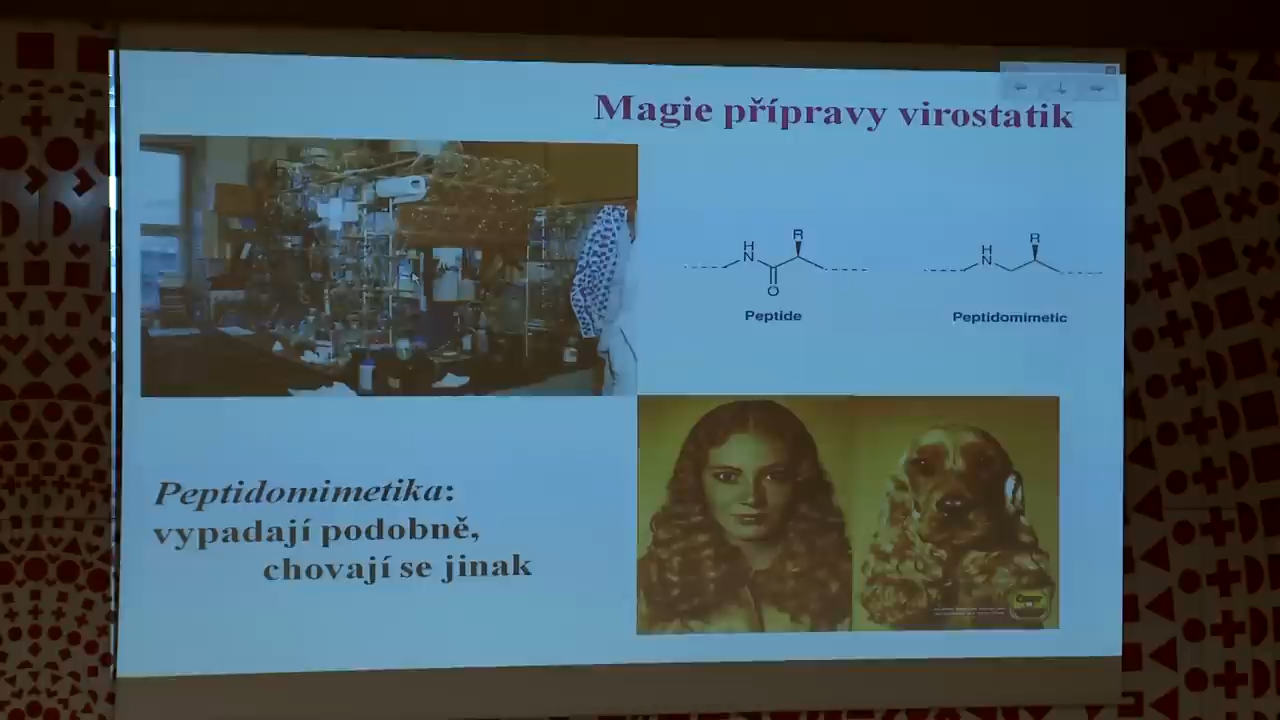 Magie přípravy virostatik
H
N
R
O
Peptide
H
N
R
Peptidomimetic
Peptidomimetika:
vypadají podobně,
chovají se jinak